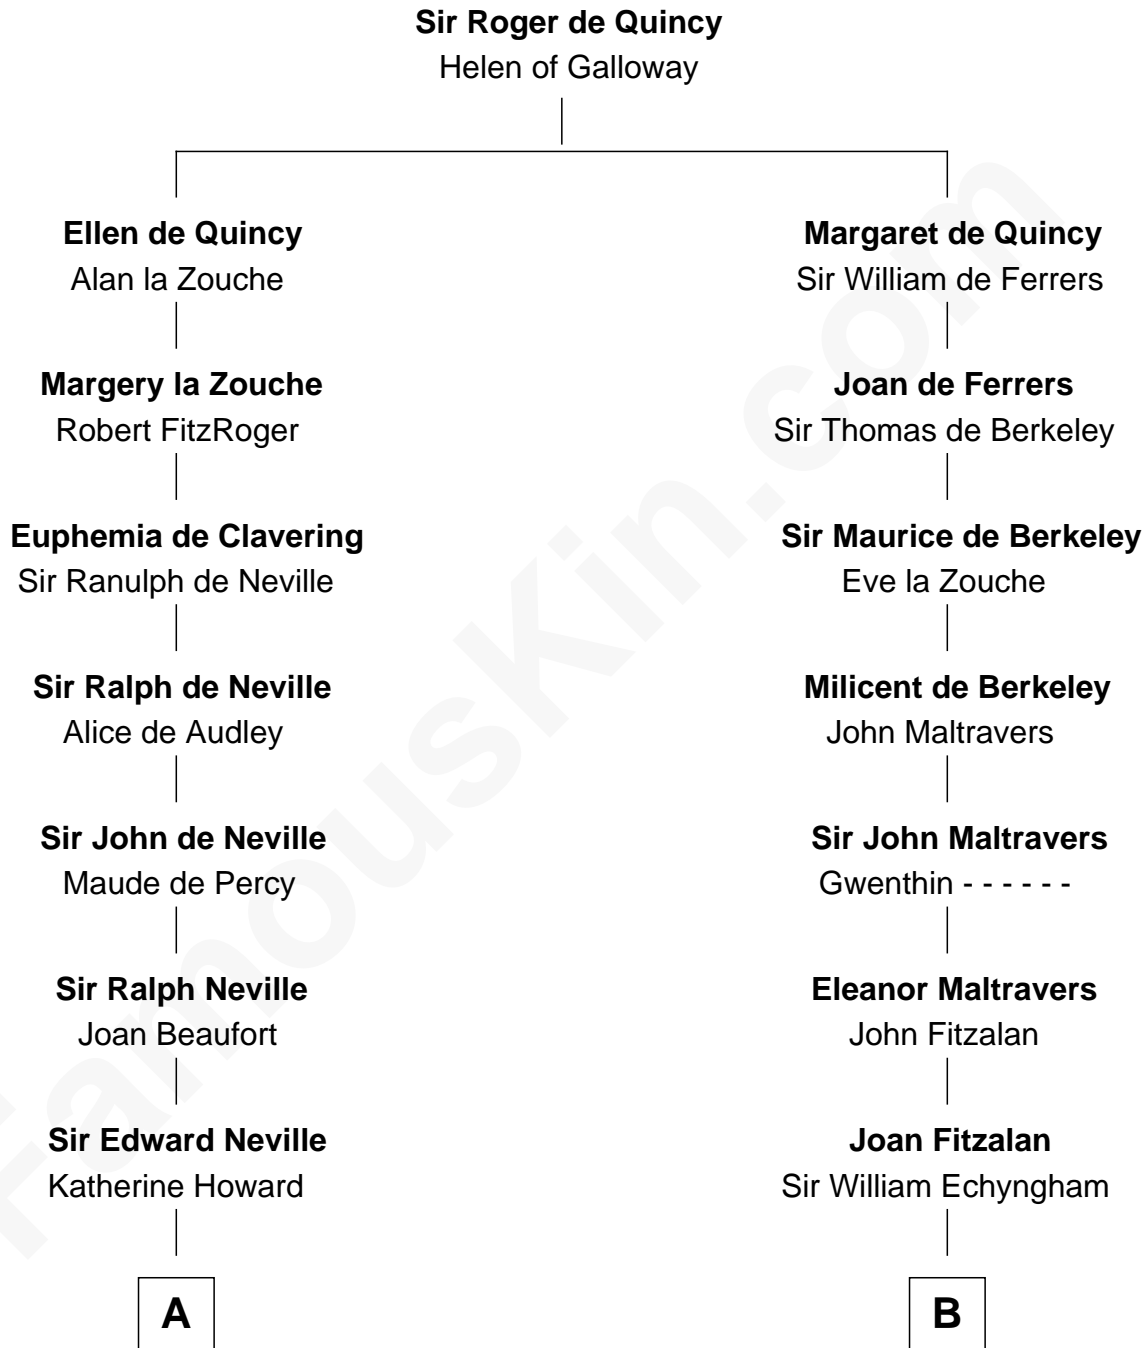 Sir Roger de Quincy
Helen of Galloway
Ellen de Quincy
Alan la Zouche
Margaret de Quincy
Sir William de Ferrers
Margery la Zouche
Robert FitzRoger
Joan de Ferrers
Sir Thomas de Berkeley
Euphemia de Clavering
Sir Ranulph de Neville
Sir Maurice de Berkeley
Eve la Zouche
Sir Ralph de Neville
Alice de Audley
Milicent de Berkeley
John Maltravers
Sir John de Neville
Maude de Percy
Sir John Maltravers
Gwenthin - - - - - -
Sir Ralph Neville
Joan Beaufort
Eleanor Maltravers
John Fitzalan
Sir Edward Neville
Katherine Howard
Joan Fitzalan
Sir William Echyngham
A
B
FamousKin.com